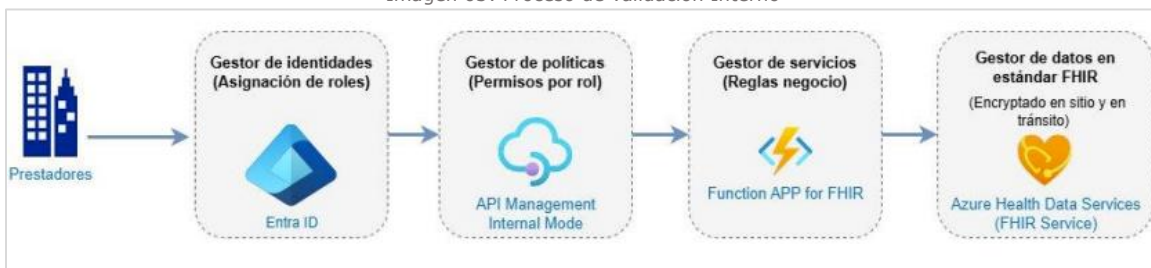 Prestadores
Gestor de identidades
(Asignación de roles)
Entra ID
Gestor de políticas
(Permisos por rol)
API Management
Internal Mode
Gestor de servicios
(Reglas negocio)
Function APP for FHIR
Gestor de datos en
estándar FHIR
(Encryptado en sitio y en
tránsito)
Azure Health Data Services
(FHIR Service)